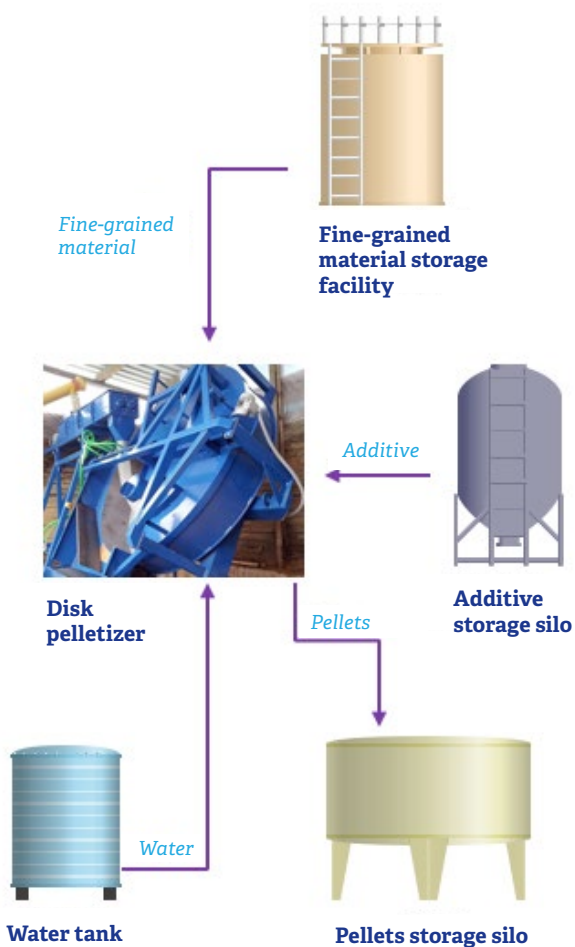 Fine-grained
material
Fine-grained
material storage
facility
Additive
Disk
pelletizer
Pellets
Additive
storage silo
Water
Water tank
Pellets storage silo